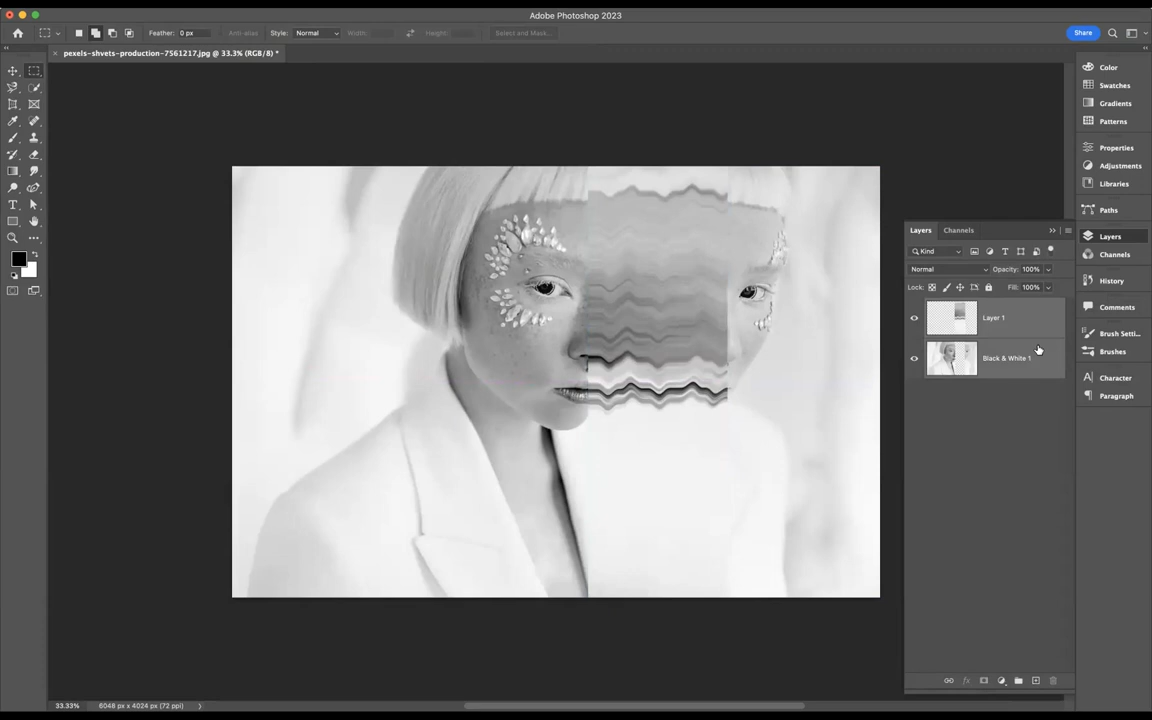 Adobe Photoshop 2023
Feather: 0 px
Anti-alias
Style: Normal
Width:
Height:
Select and Mask...
Share
pexels-shvets-production-7561217.jpg @ 33.3% (RGB/8) *
Color
Swatches
Gradients
Patterns
Properties
Adjustments
Libraries
Paths
Layers
Channels
History
Comments
Brush Setti...
Brushes
Character
Paragraph
Layers Channels
Kind
Normal Opacity: 100%
Lock: Fill: 100%
Layer 1
Black & White 1
33.33% 6048 px x 4024 px (72 ppi)